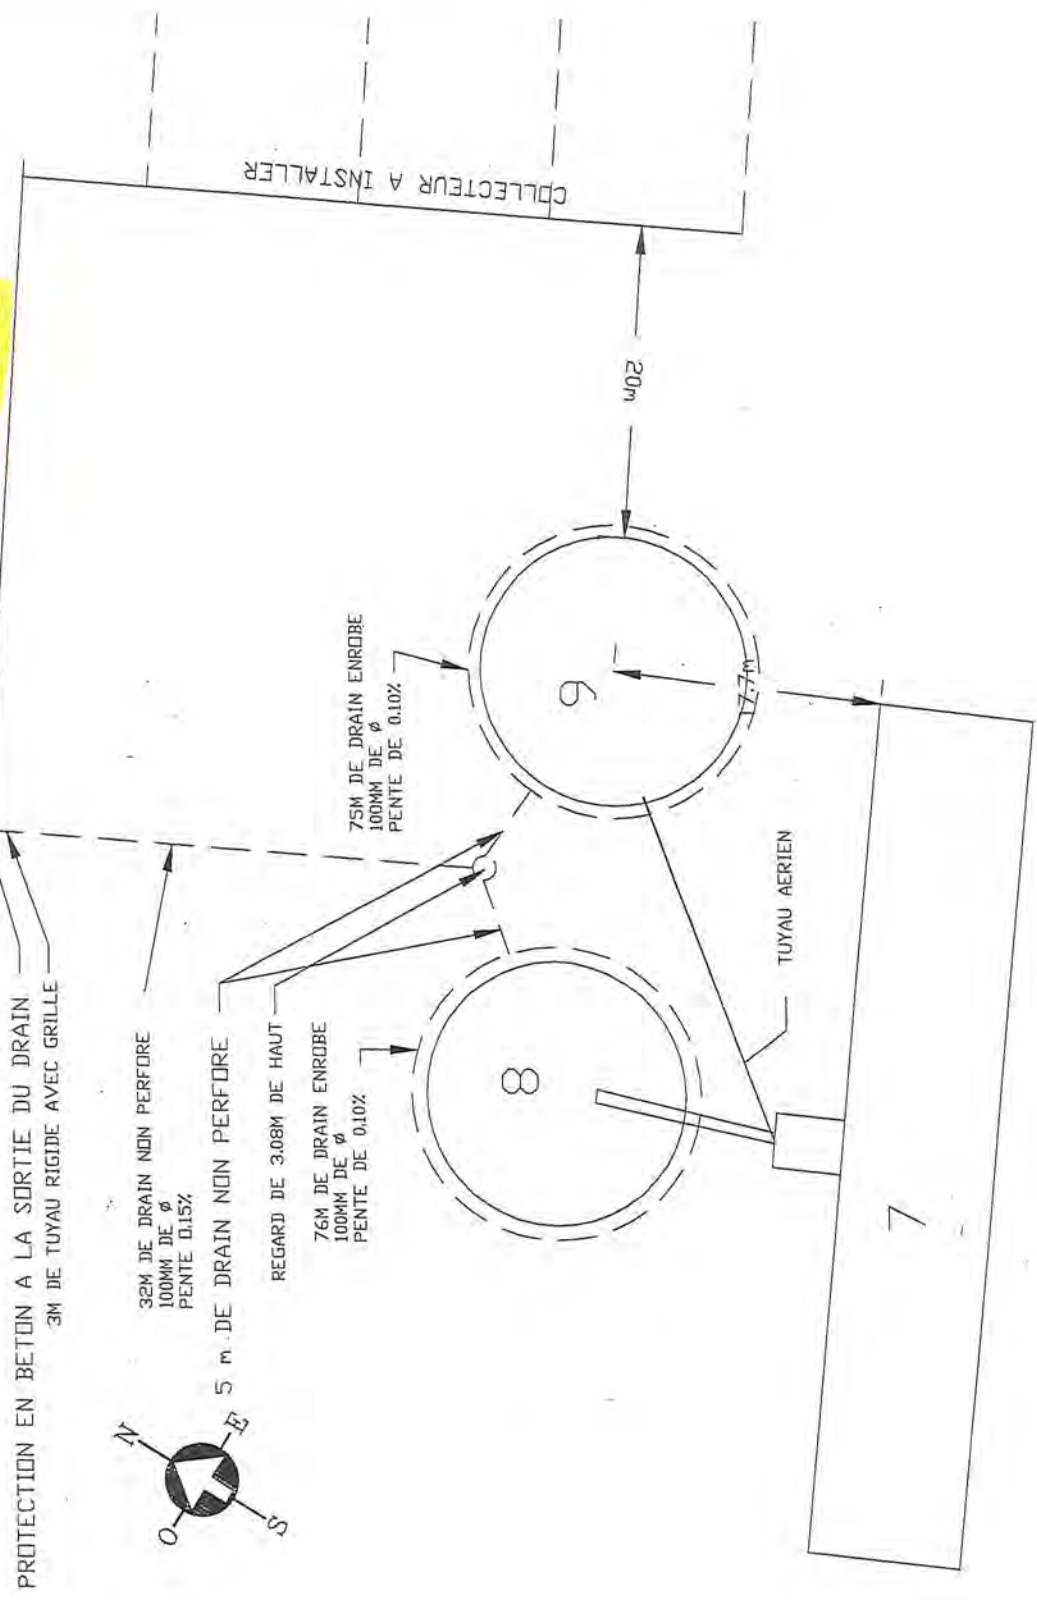 PROTECTION EN BETON A LA SORTIE DU DRAIN
3M DE TUYAU RIGIDE AVEC GRILLE
32M DE DRAIN NON PERFORE
100MM DE ø
PENTE 0.15%
5 m DE DRAIN NON PERFORE
REGARD DE 3.08M DE HAUT
76M DE DRAIN ENROBE
100MM DE ø
PENTE DE 0.10%
75M DE DRAIN ENROBE
100MM DE ø
PENTE DE 0.10%
COLLECTEUR A INSTALLER
20m
17.7m
TUYAU AERIEN
N
E
S
O
8
9
7